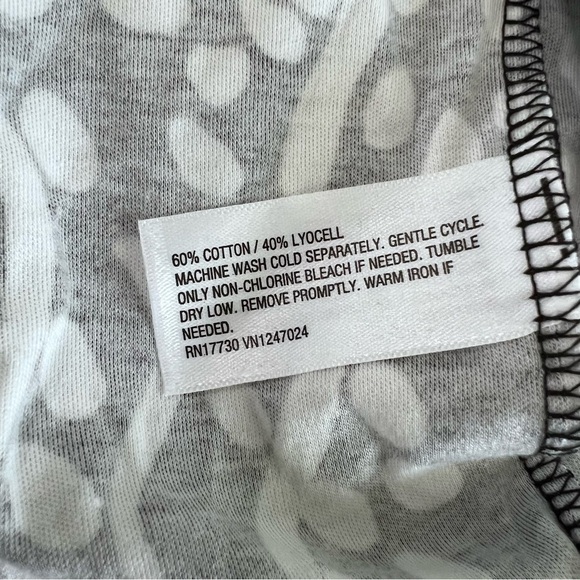 60% COTTON / 40% LYOCELL
MACHINE WASH COLD SEPARATELY. GENTLE CYCLE.
ONLY NON-CHLORINE BLEACH IF NEEDED. TUMBLE
DRY LOW. REMOVE PROMPTLY. WARM IRON IF
NEEDED.
RN17730 VN1247024